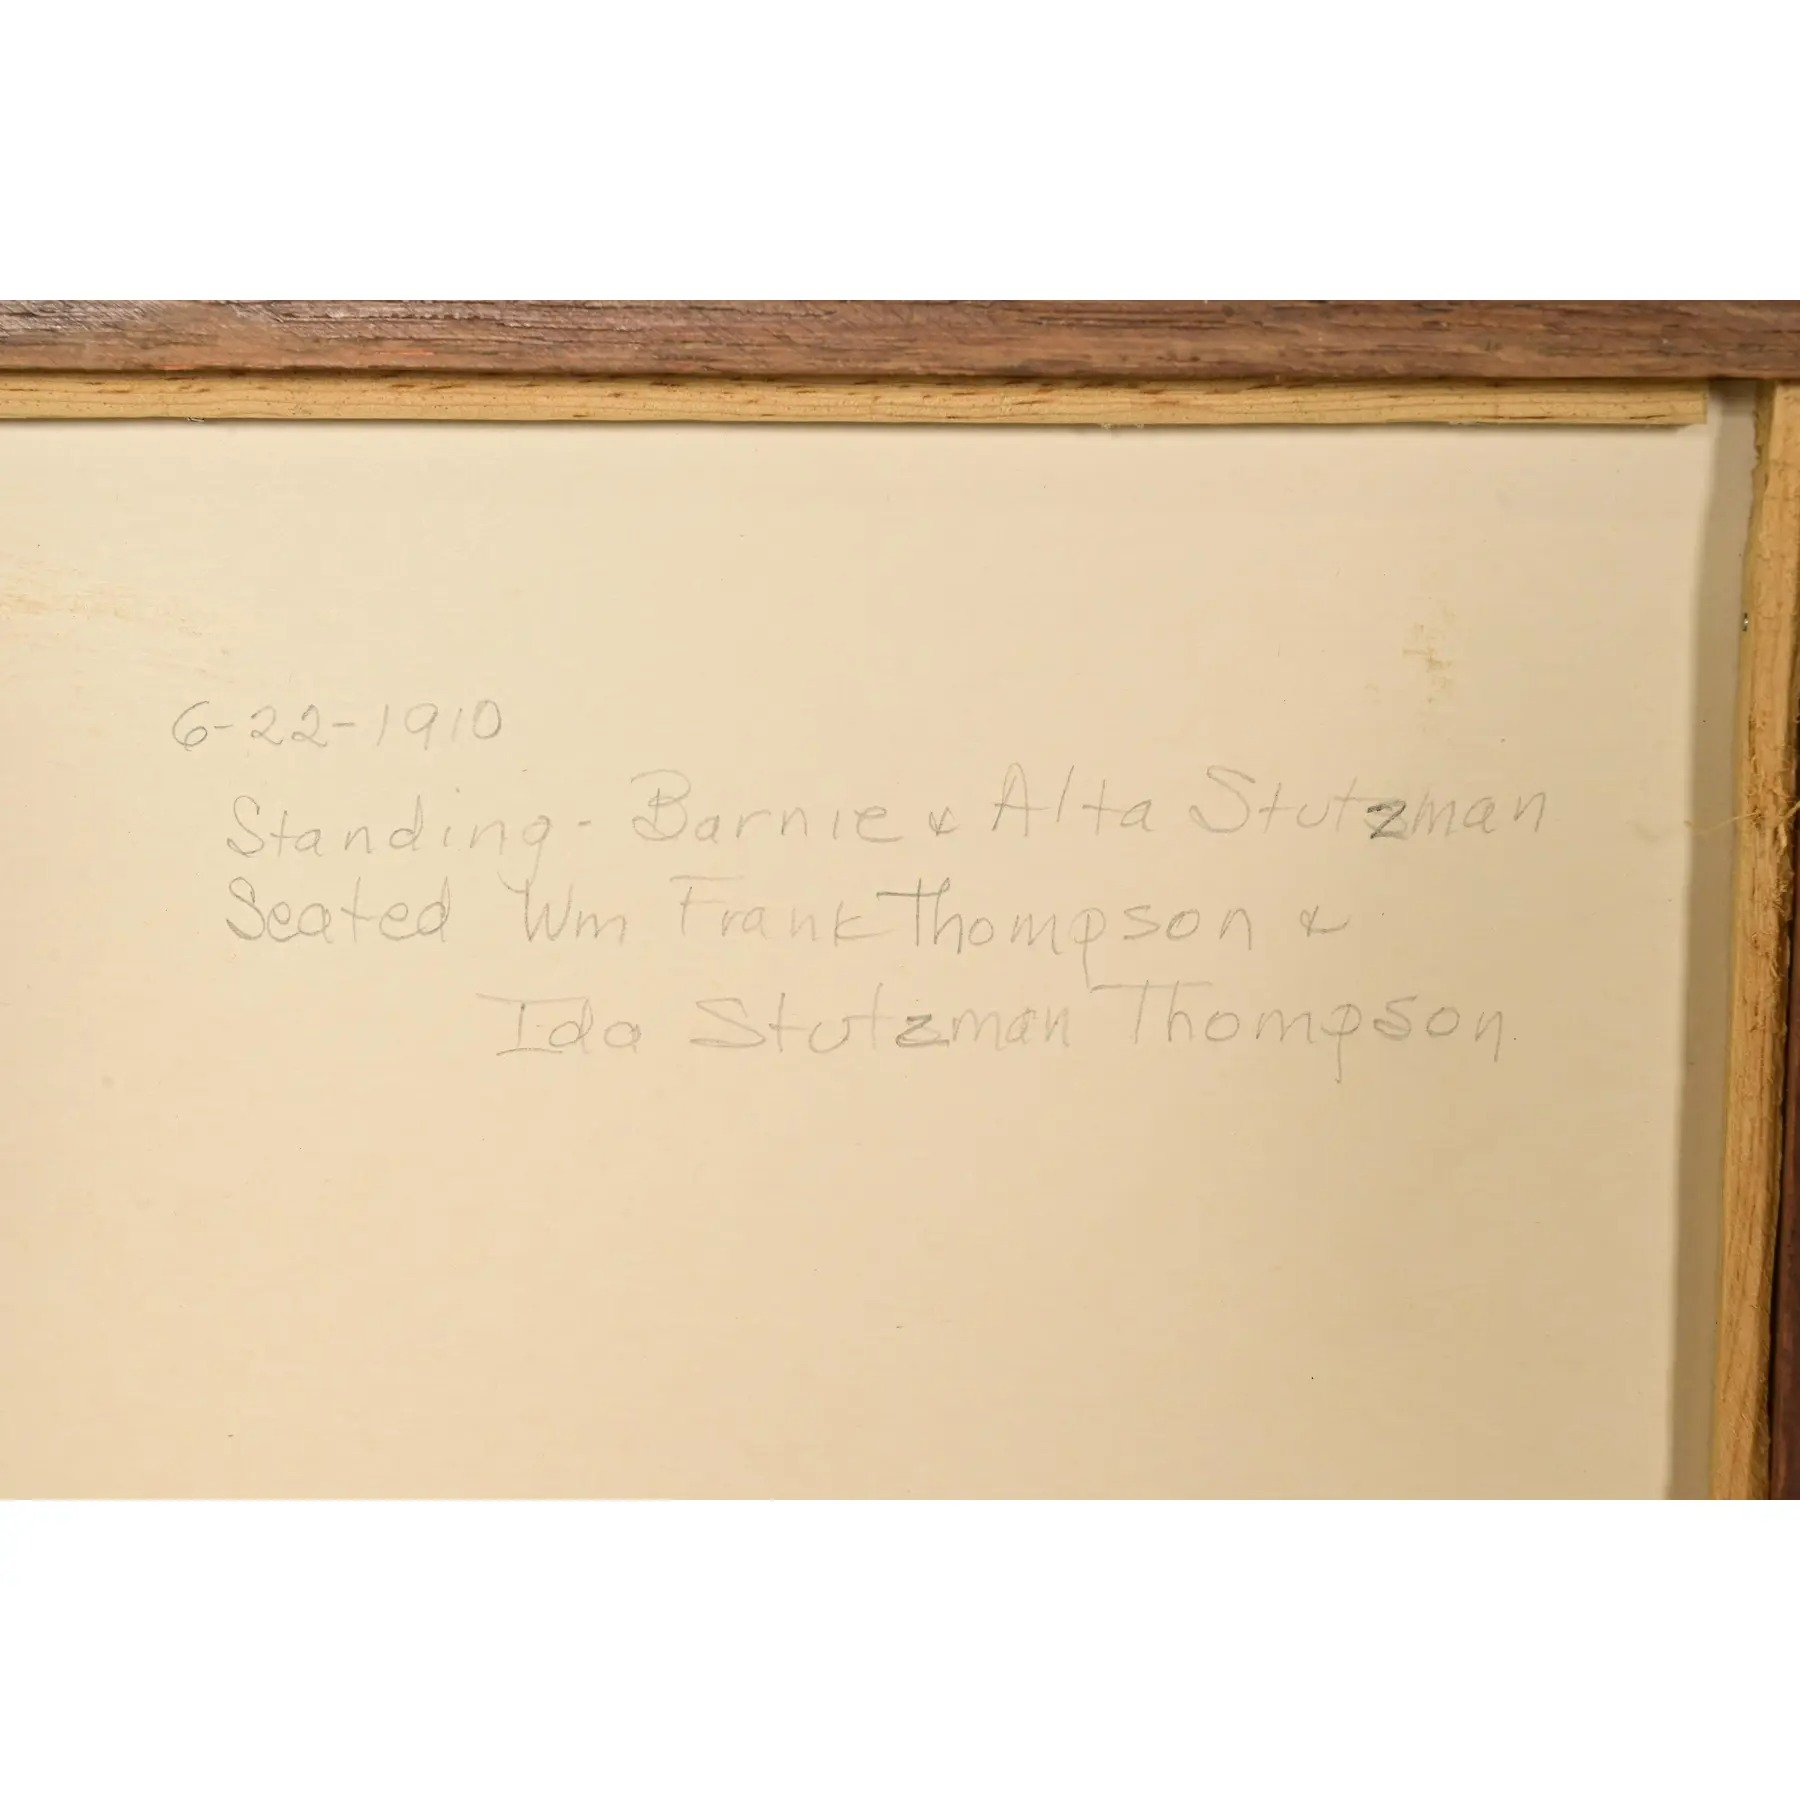 6-22-1910
Standing - Barnie & Alta Stutzman
Seated Wm Frank Thompson &
Ida Stutzman Thompson